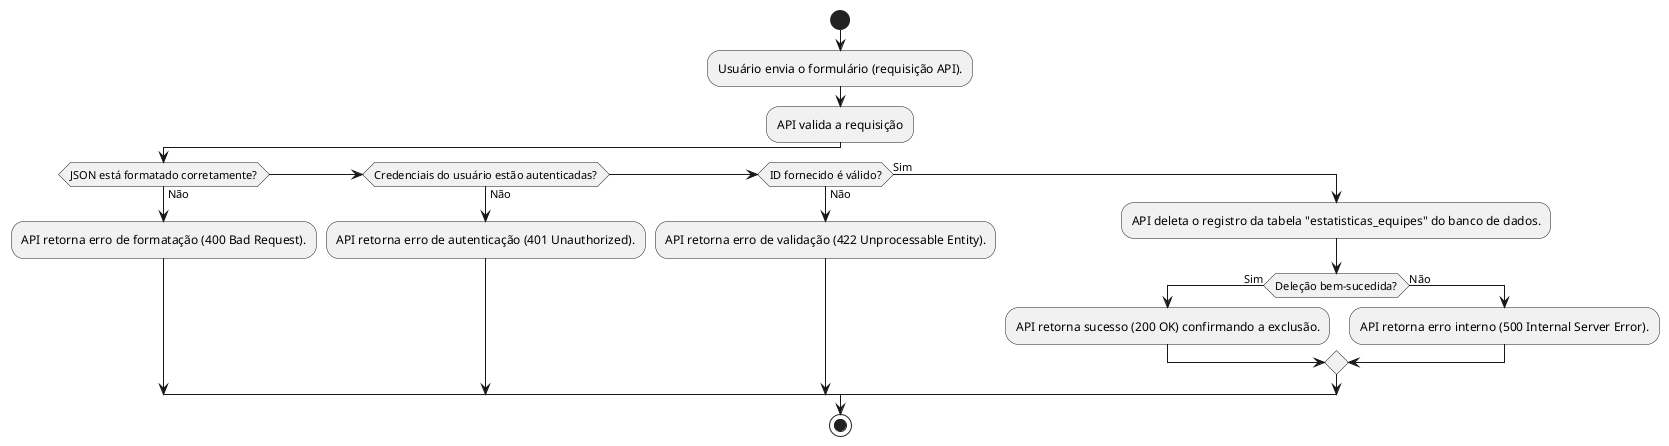 Usuário envia o formulário (requisição API).
API valida a requisição
JSON está formatado corretamente?
Credenciais do usuário estão autenticadas?
ID fornecido é válido?
Sim
Não
Não
Não
API retorna erro de formatação (400 Bad Request).
API retorna erro de autenticação (401 Unauthorized).
API retorna erro de validação (422 Unprocessable Entity).
API deleta o registro da tabela "estatisticas_equipes" do banco de dados.
Sim
Deleção bem-sucedida?
Não
API retorna sucesso (200 OK) confirmando a exclusão.
API retorna erro interno (500 Internal Server Error).